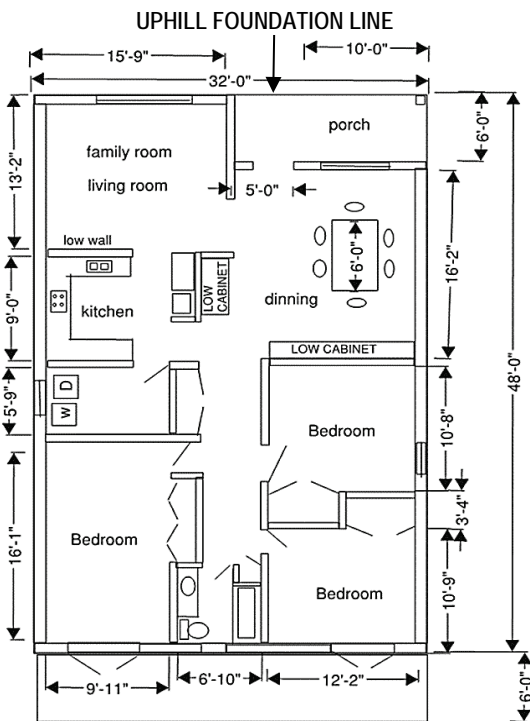 UPHILL FOUNDATION LINE
15'-9"
10'-0"
32'-0"
porch
6'-0"
family room
living room
13'-2"
5'-0"
low wall
6'-0"
16'-2"
LOW
CABINET
dinning
kitchen
9'-0"
48'-0"
LOW CABINET
5'-9"
D
W
Bedroom
10'-8"
3'-4"
16'-1"
Bedroom
Bedroom
10'-9"
9'-11"
6'-10"
12'-2"
6'-0"